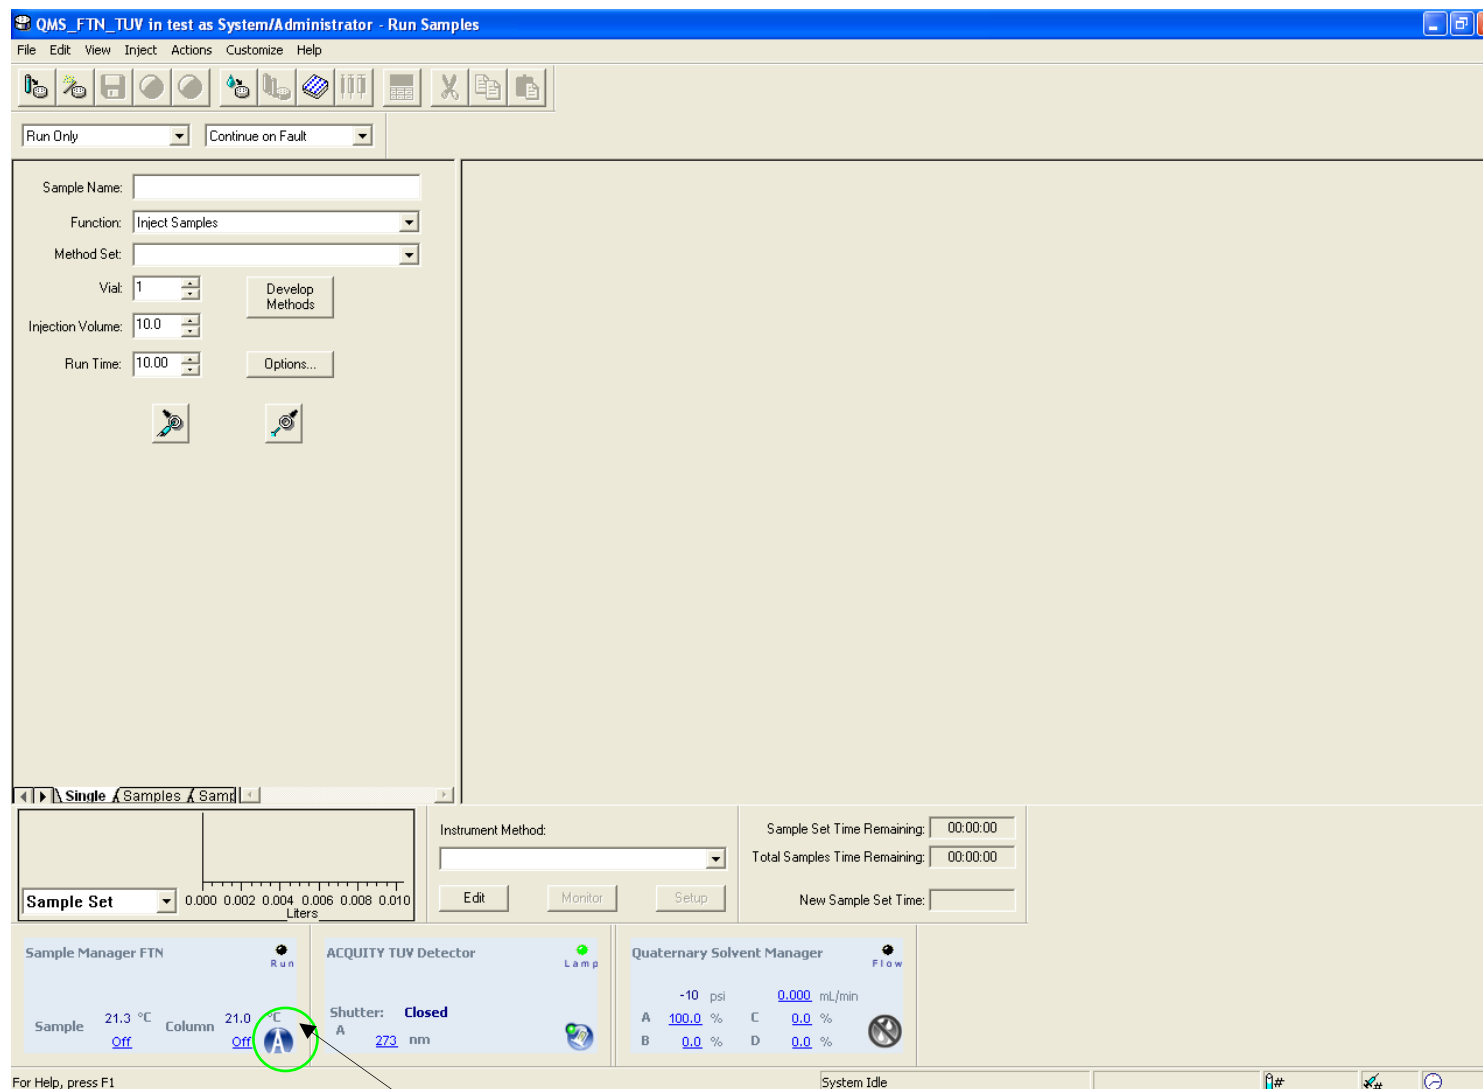 QMS_FTN_TUV in test as System/Administrator - Run Samples
File Edit View Inject Actions Customize Help
Run Only Continue on Fault
Sample Name:
Function: Inject Samples
Method Set:
Vial: 1
Develop Methods
Injection Volume: 10.0
Run Time: 10.00 Options...
Single Samples Samp
Instrument Method:
Sample Set Time Remaining: 00:00:00
Total Samples Time Remaining: 00:00:00
Sample Set
0.000 0.002 0.004 0.006 0.008 0.010
Liters
Edit Monitor Setup
New Sample Set Time:
Sample Manager FTN
Run
Sample 21.3 °C Column 21.0 °C
Off Off
A
ACQUITY TUV Detector
Lamp
Shutter: Closed
A 273 nm
Quaternary Solvent Manager
Flow
-10 psi 0.000 mL/min
A 100.0 % C 0.0 %
B 0.0 % D 0.0 %
For Help, press F1 System Idle # #